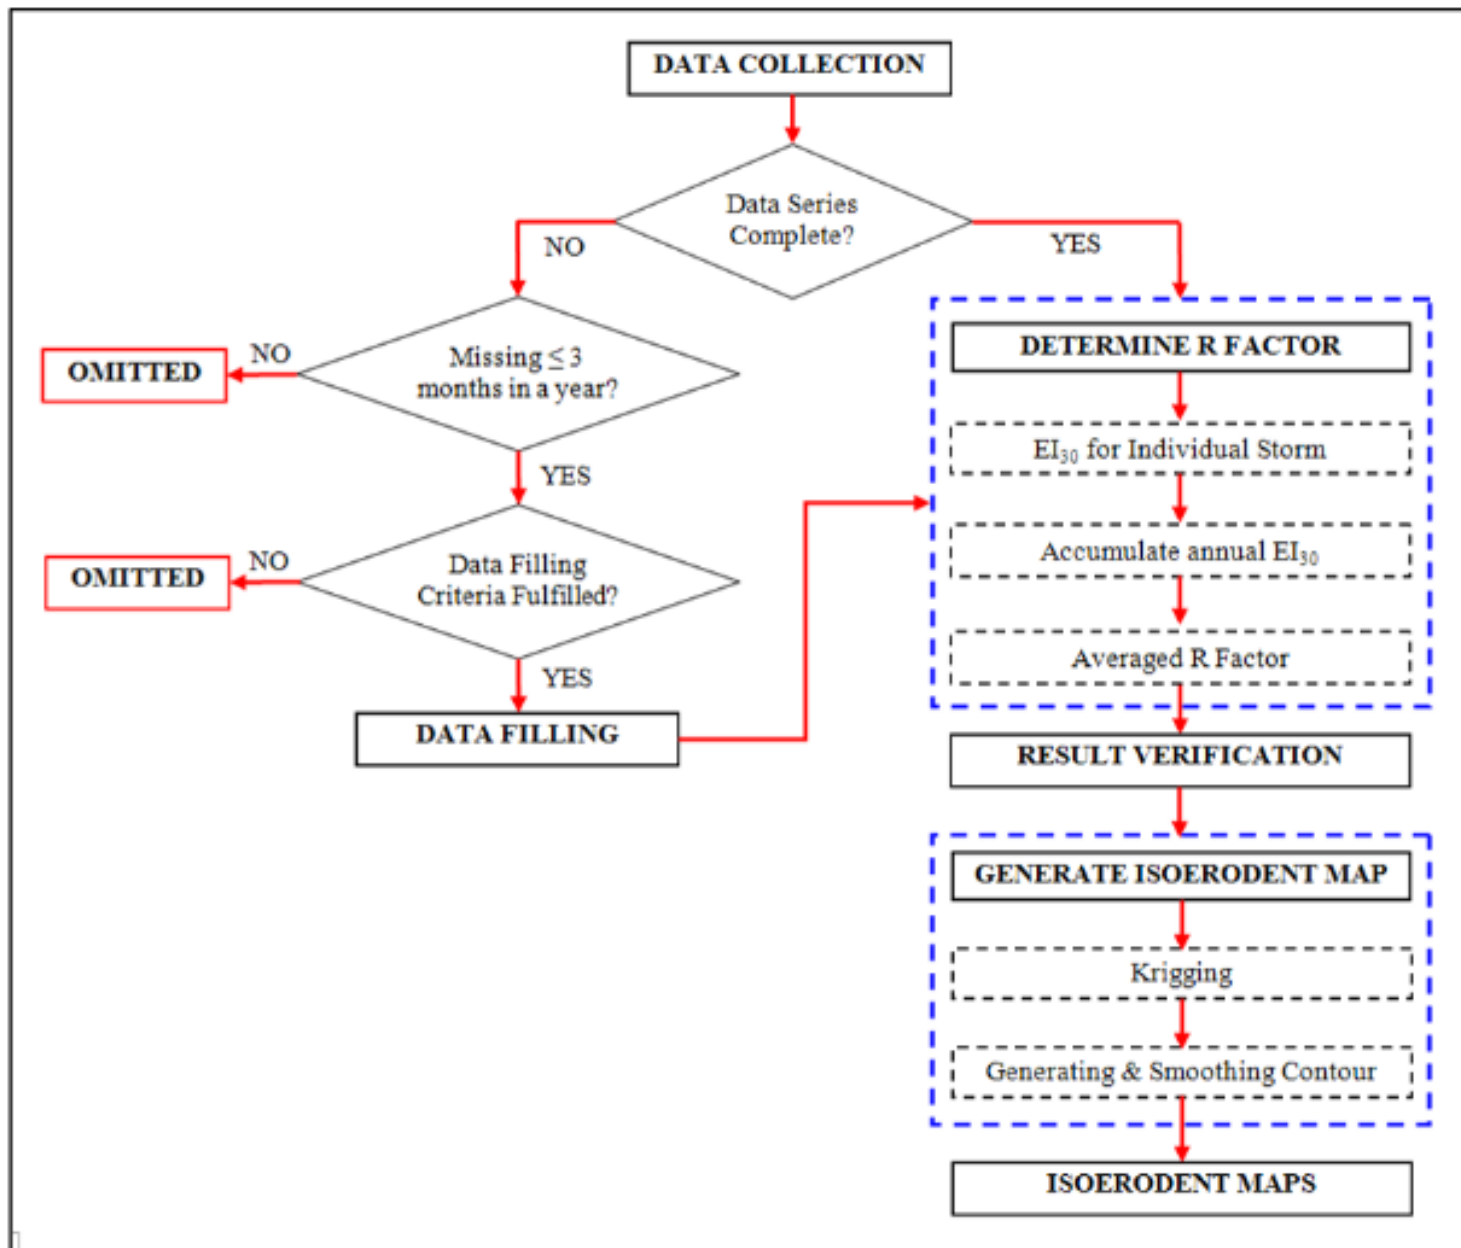 DATA COLLECTION
Data Series
Complete?
NO
YES
Missing ≤ 3
months in a year?
NO
OMITTED
YES
Data Filling
Criteria Fulfilled?
NO
OMITTED
YES
DATA FILLING
DETERMINE R FACTOR
EI₃₀ for Individual Storm
Accumulate annual EI₃₀
Averaged R Factor
RESULT VERIFICATION
GENERATE ISOERODENT MAP
Krigging
Generating & Smoothing Contour
ISOERODENT MAPS